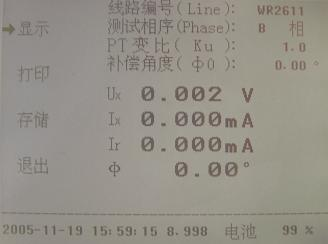 线路编号(Line): WR2611
→显示 测试相序(Phase): B 相
PT变比( Ku ): 1.0
补偿角度(Φ0): 0.00°
打印
Ux 0.002 V
存储 Ix 0.000mA
Ir 0.000mA
退出 Φ 0.00°
2005-11-19 15:59:15 8.998 电池 99 %